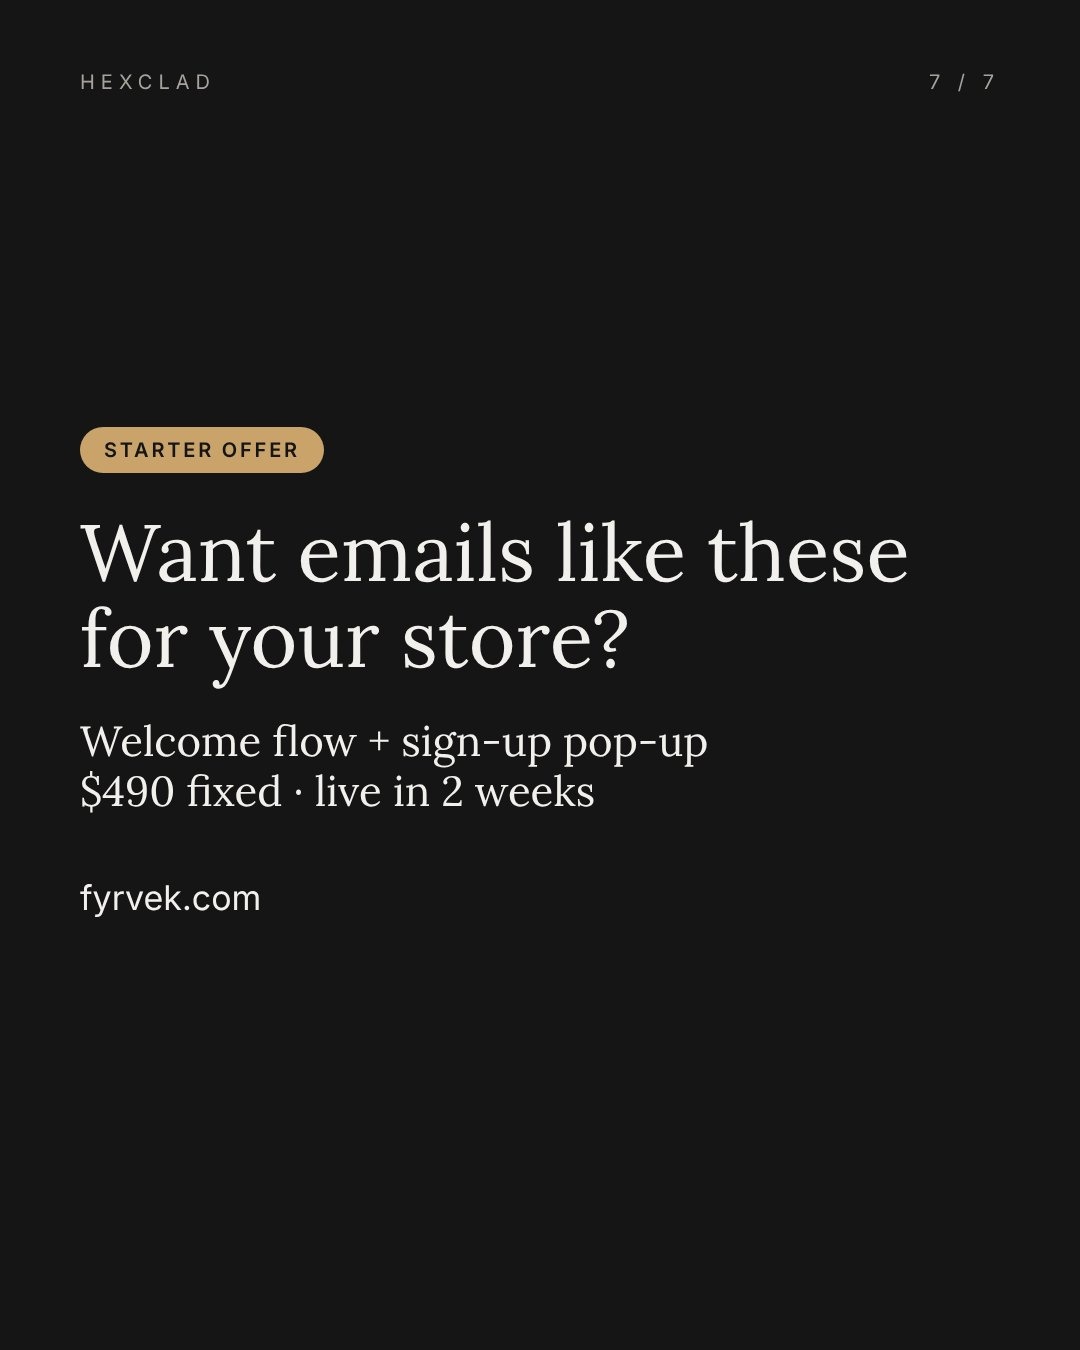 HEXCLAD
7 / 7
STARTER OFFER
Want emails like these
for your store?
Welcome flow + sign-up pop-up
$490 fixed · live in 2 weeks
fyrvek.com